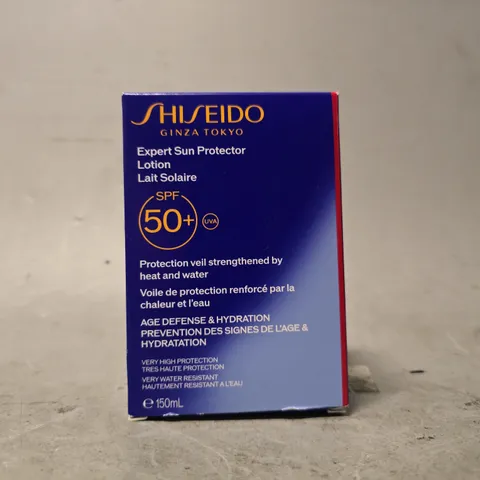 SHISEIDO
GINZA TOKYO
Expert Sun Protector
Lotion
Lait Solaire
SPF
50+
UVA
Protection veil strengthened by
heat and water
Voile de protection renforcé par la
chaleur et l'eau
AGE DEFENSE & HYDRATION
PREVENTION DES SIGNES DE L'AGE &
HYDRATATION
VERY HIGH PROTECTION
TRES HAUTE PROTECTION
VERY WATER RESISTANT
HAUTEMENT RESISTANT A L'EAU
℮ 150mL